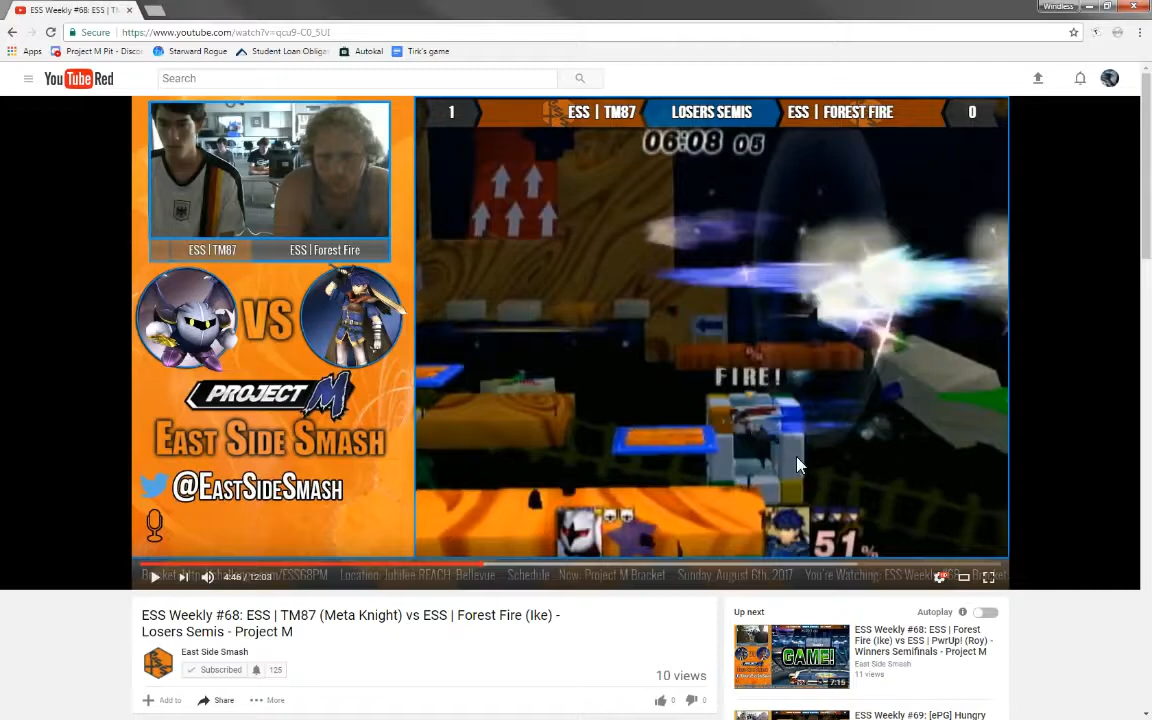 ESS Weekly #68: ESS | TM
Windless
Secure
https://www.youtube.com/watch?v=qcu9-C0_5UI
Apps
Project M Pit - Discor
Starward Rogue
Student Loan Obligat
Autokal
Tirk's game
YouTube Red
Search
1
ESS | TM87
LOSERS SEMIS
ESS | FOREST FIRE
0
06:08 05
ESS | TM87
ESS | Forest Fire
VS
FIRE!
PROJECT M
EAST SIDE SMASH
@EASTSIDESMASH
51%
4:46 / 12:03
Location: Jubilee REACH, Bellevue
Schedule
Now: Project M Bracket
Sunday, August 6th, 2017
You're Watching: ESS Weekly
ESS Weekly #68: ESS | TM87 (Meta Knight) vs ESS | Forest Fire (Ike) -
Losers Semis - Project M
East Side Smash
Subscribed
125
10 views
Add to
Share
More
0
0
Up next
Autoplay
ESS Weekly #68: ESS | Forest
Fire (Ike) vs ESS | PwrUp! (Roy) -
Winners Semifinals - Project M
East Side Smash
11 views
GAME!
7:15
ESS Weekly #69: [ePG] Hungry